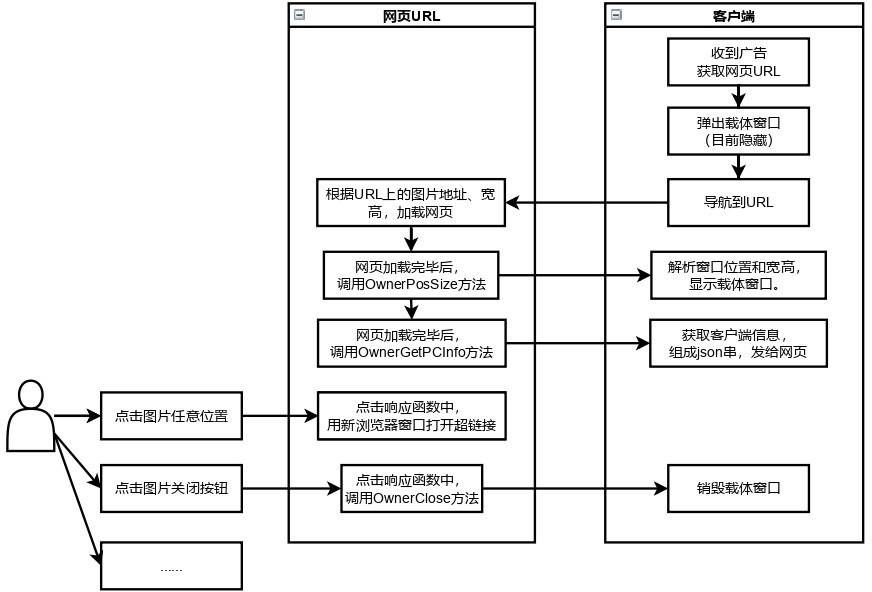 网页URL
客户端
收到广告
获取网页URL
弹出载体窗口
（目前隐藏）
导航到URL
根据URL上的图片地址、宽
高，加载网页
网页加载完毕后，
调用OwnerPosSize方法
解析窗口位置和宽高，
显示载体窗口。
网页加载完毕后，
调用OwnerGetPCInfo方法
获取客户端信息，
组成json串，发给网页
点击图片任意位置
点击响应函数中，
用新浏览器窗口打开超链接
点击图片关闭按钮
点击响应函数中，
调用OwnerClose方法
销毁载体窗口
……